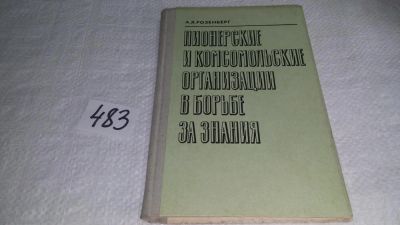 А.Я.РОЗЕНБЕРГ
ПИОНЕРСКИЕ
И КОМСОМОЛЬСКИЕ
ОРГАНИЗАЦИИ
В БОРЬБЕ
ЗА ЗНАНИЯ
483